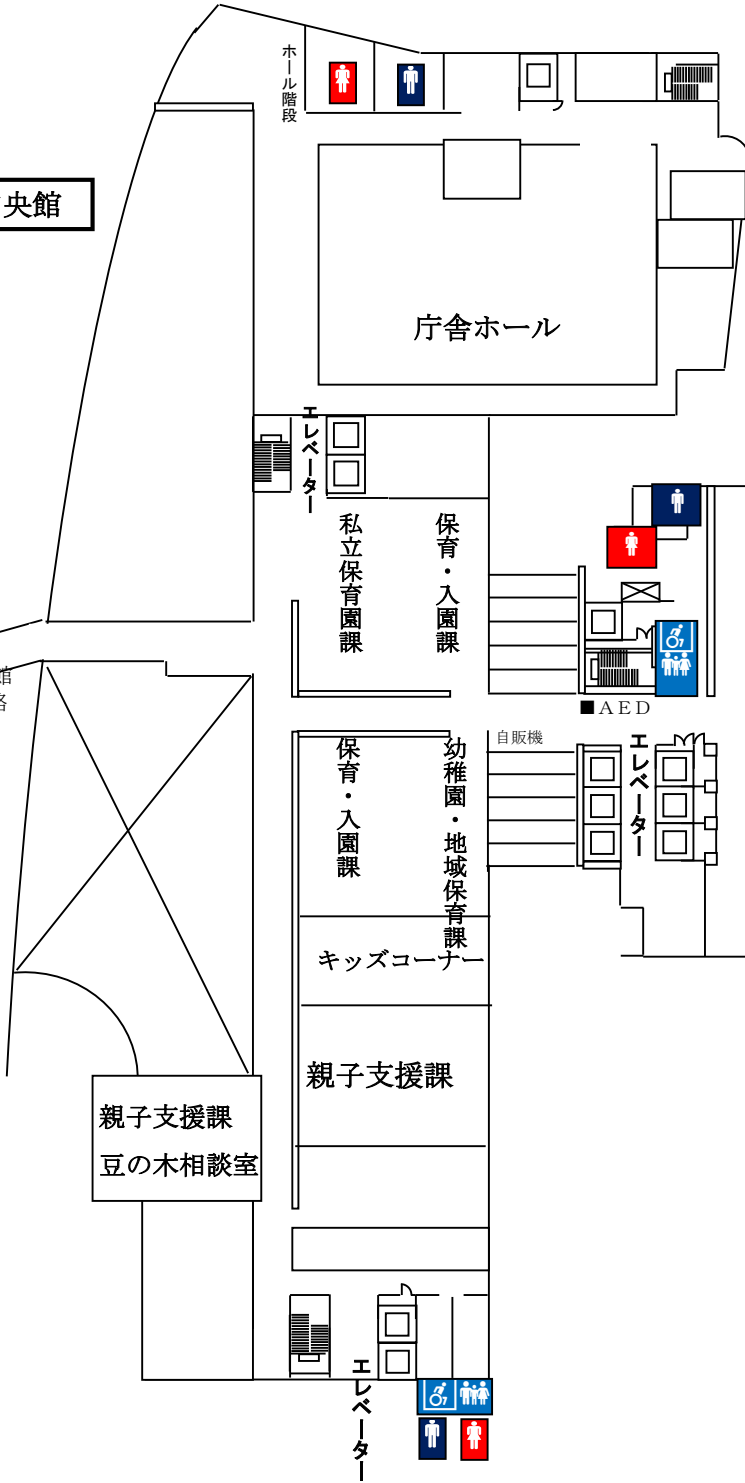 ホール階段
央館
庁舎ホール
エレベーター
私立保育園課
保育・入園課
館
■AED
自販機
エレベーター
保育・入園課
幼稚園・地域保育課
キッズコーナー
親子支援課
親子支援課
豆の木相談室
エレベーター